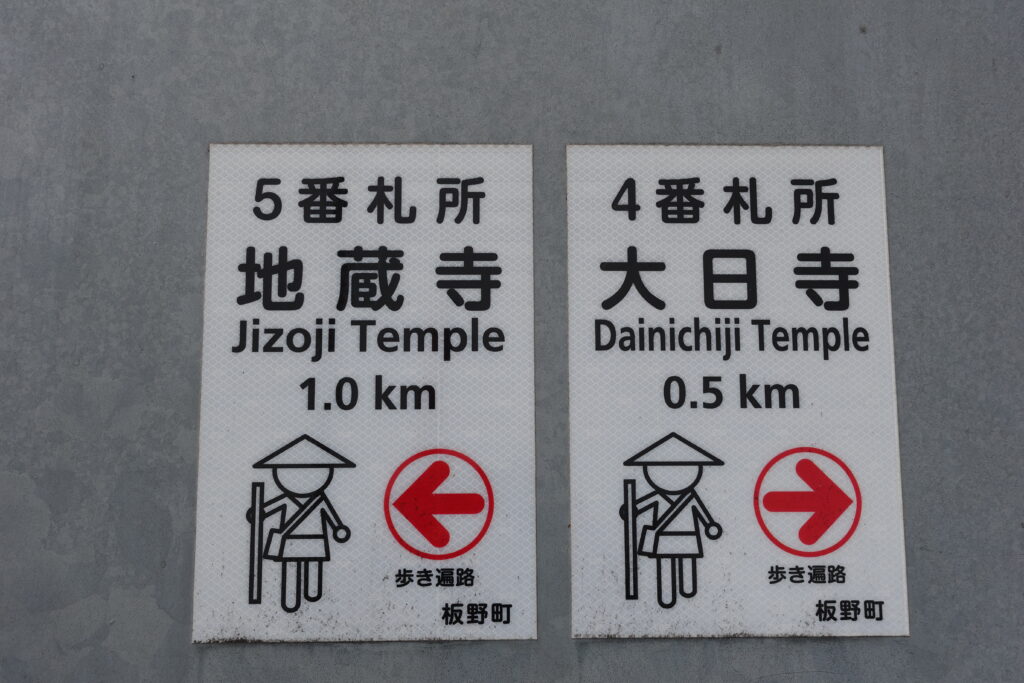 5番札所
地蔵寺
Jizoji Temple
1.0 km
歩き遍路
板野町
4番札所
大日寺
Dainichiji Temple
0.5 km
歩き遍路
板野町